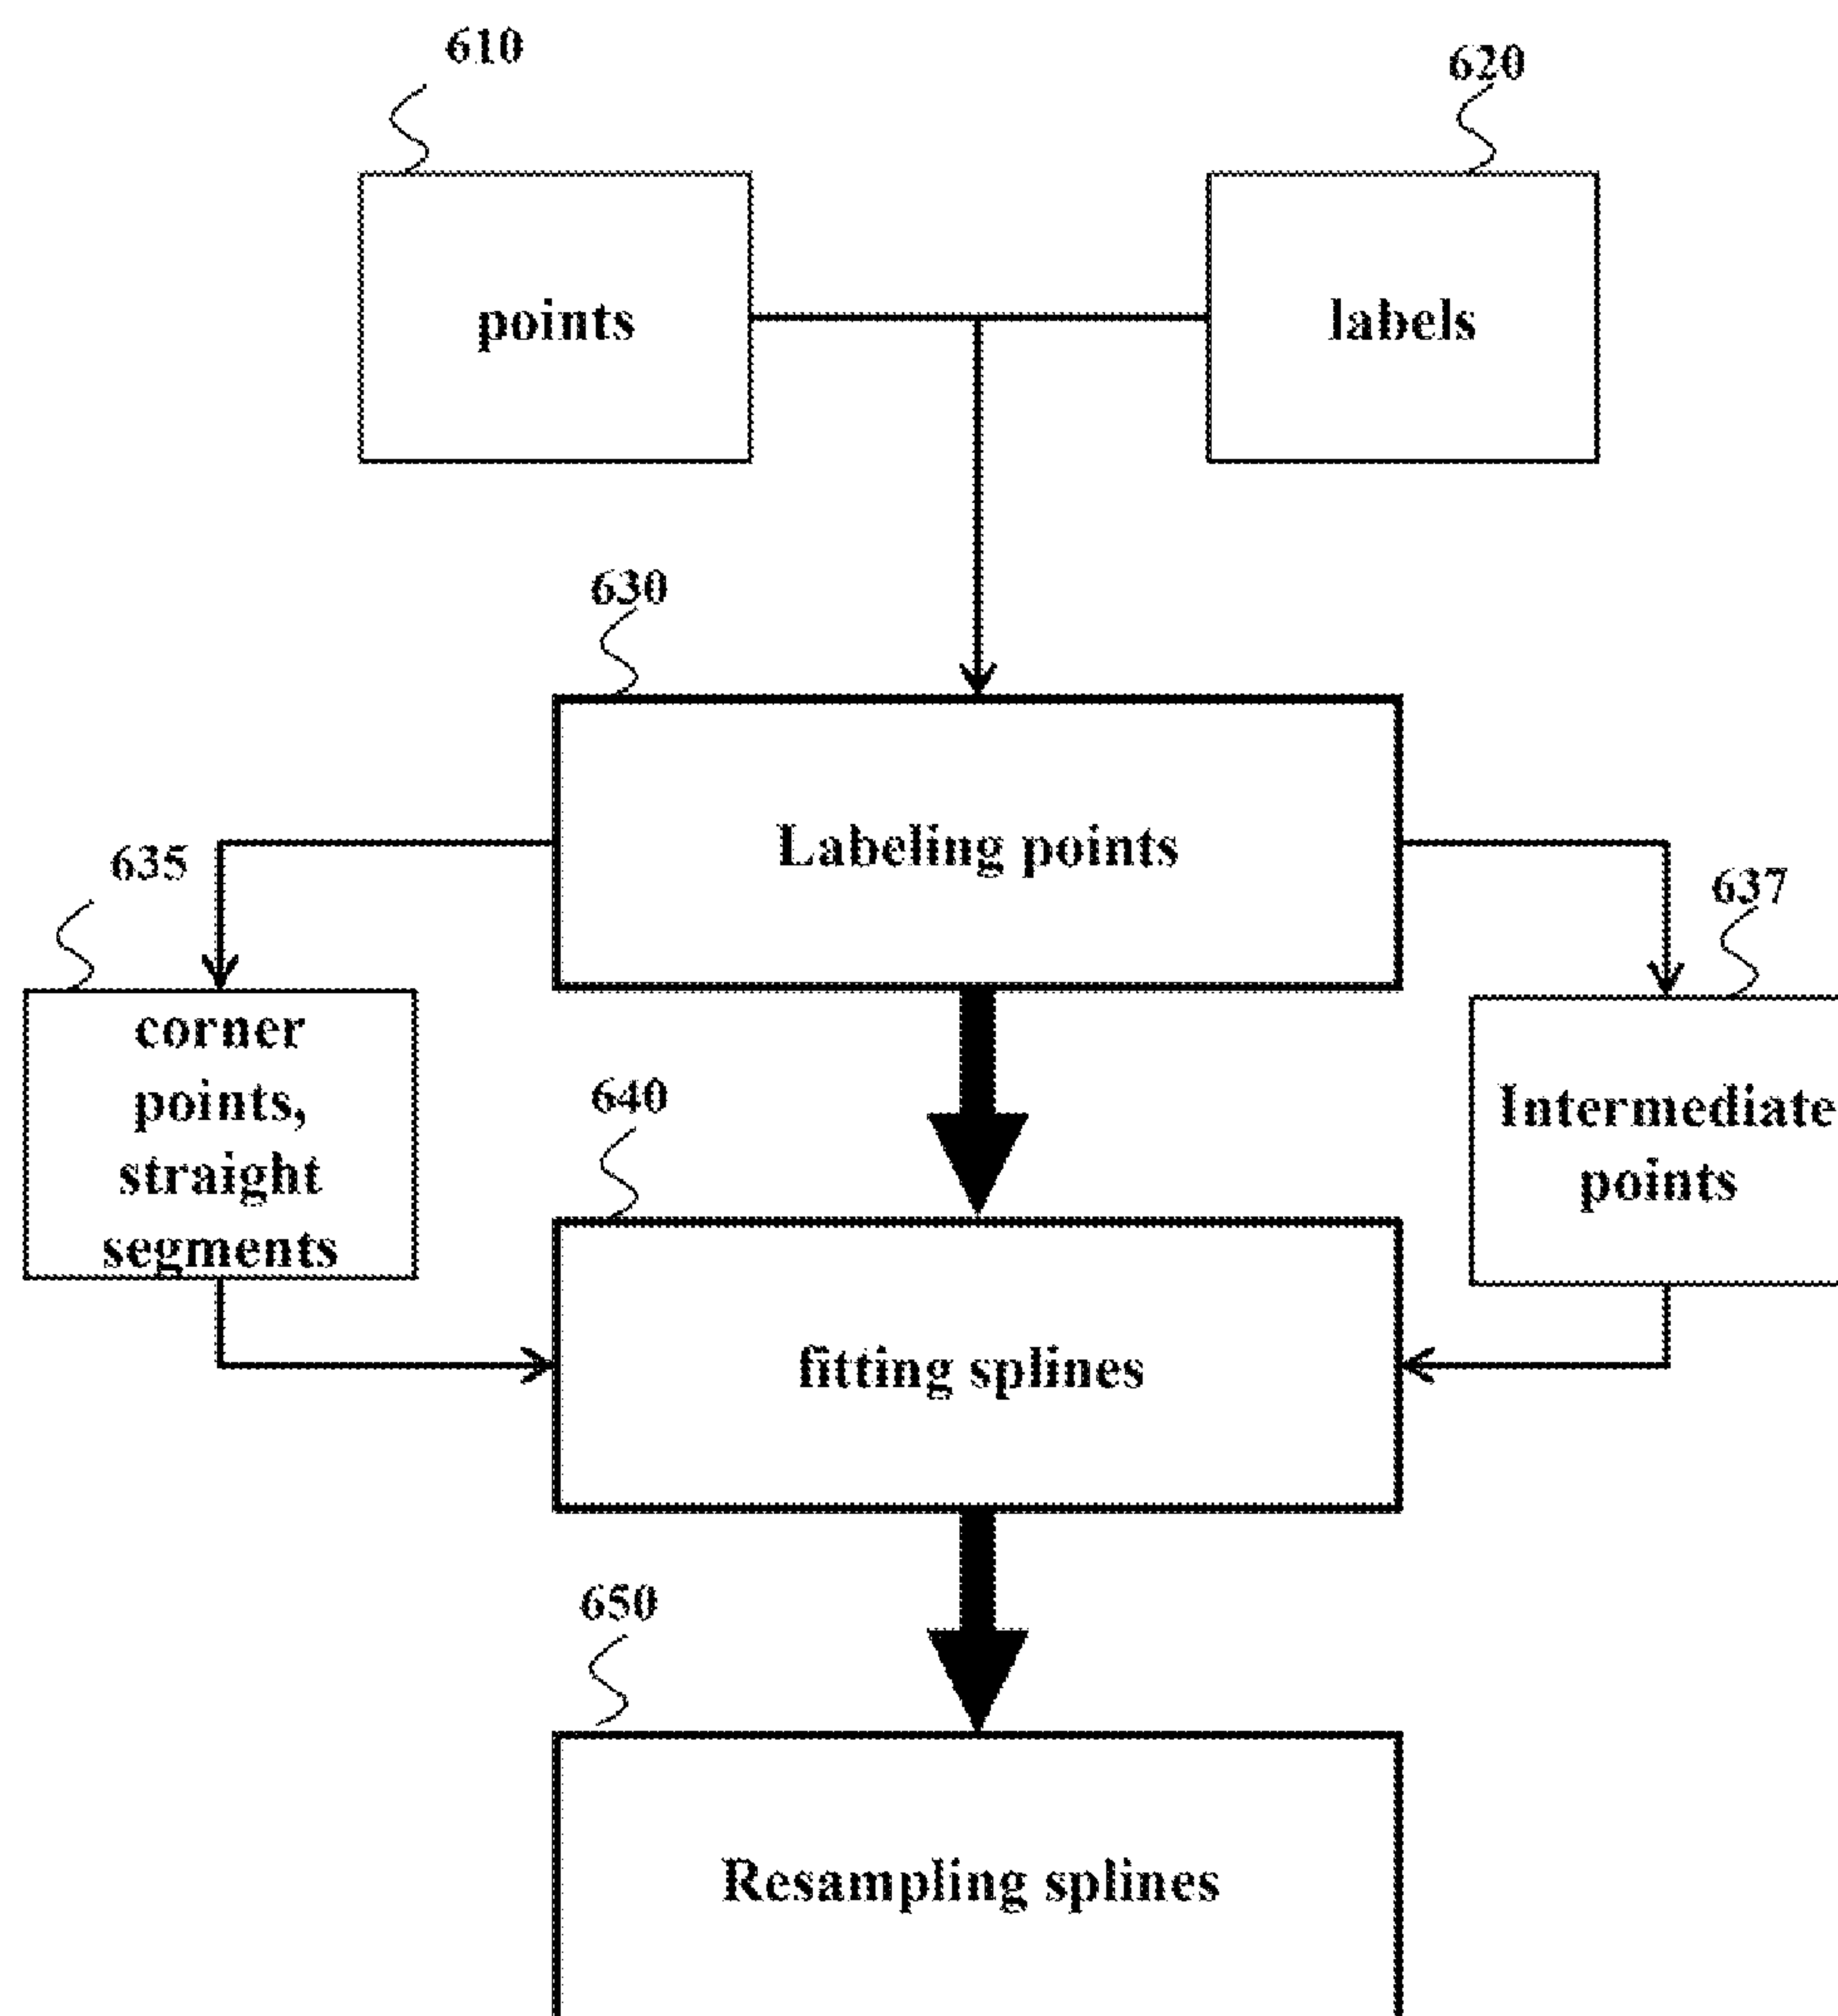 610
620
points
labels
630
Labeling points
635
637
corner
points,
straight
segments
Intermediate
points
640
fitting splines
650
Resampling splines